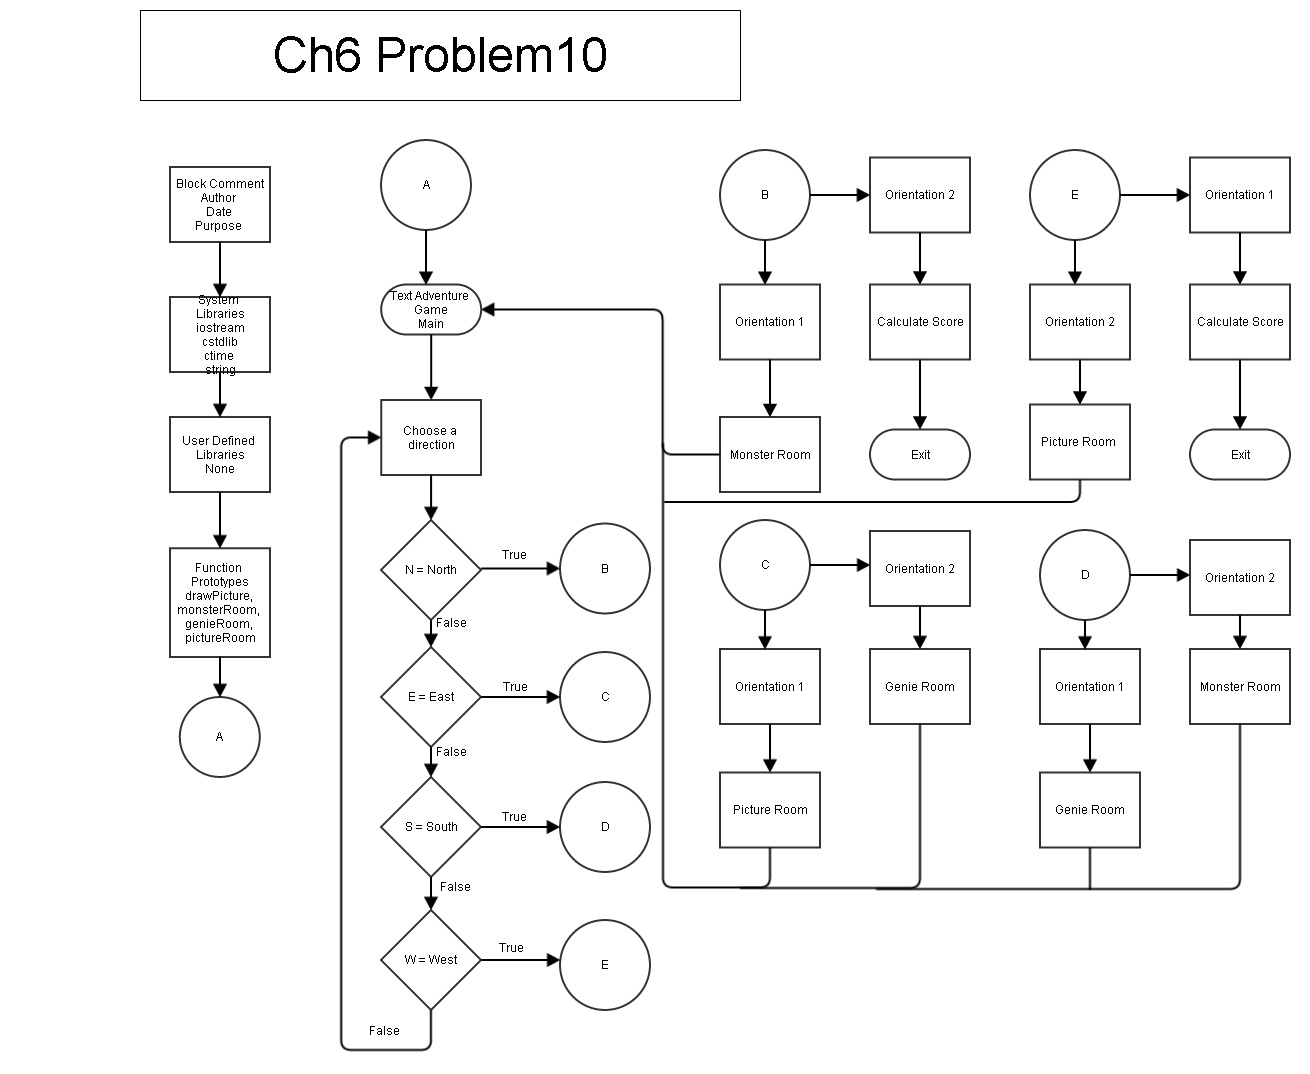 Ch6 Problem10
Block Comment
Author
Date
Purpose
System
Libraries
iostream
cstdlib
ctime
string
User Defined
Libraries
None
Function
Prototypes
drawPicture,
monsterRoom,
genieRoom,
pictureRoom
A
A
Text Adventure
Game
Main
Choose a
direction
N = North
True
B
False
E = East
True
C
False
S = South
True
D
False
W = West
True
E
False
B
Orientation 2
Orientation 1
Calculate Score
Monster Room
Exit
E
Orientation 1
Orientation 2
Calculate Score
Picture Room
Exit
C
Orientation 2
Orientation 1
Genie Room
Picture Room
D
Orientation 2
Orientation 1
Monster Room
Genie Room